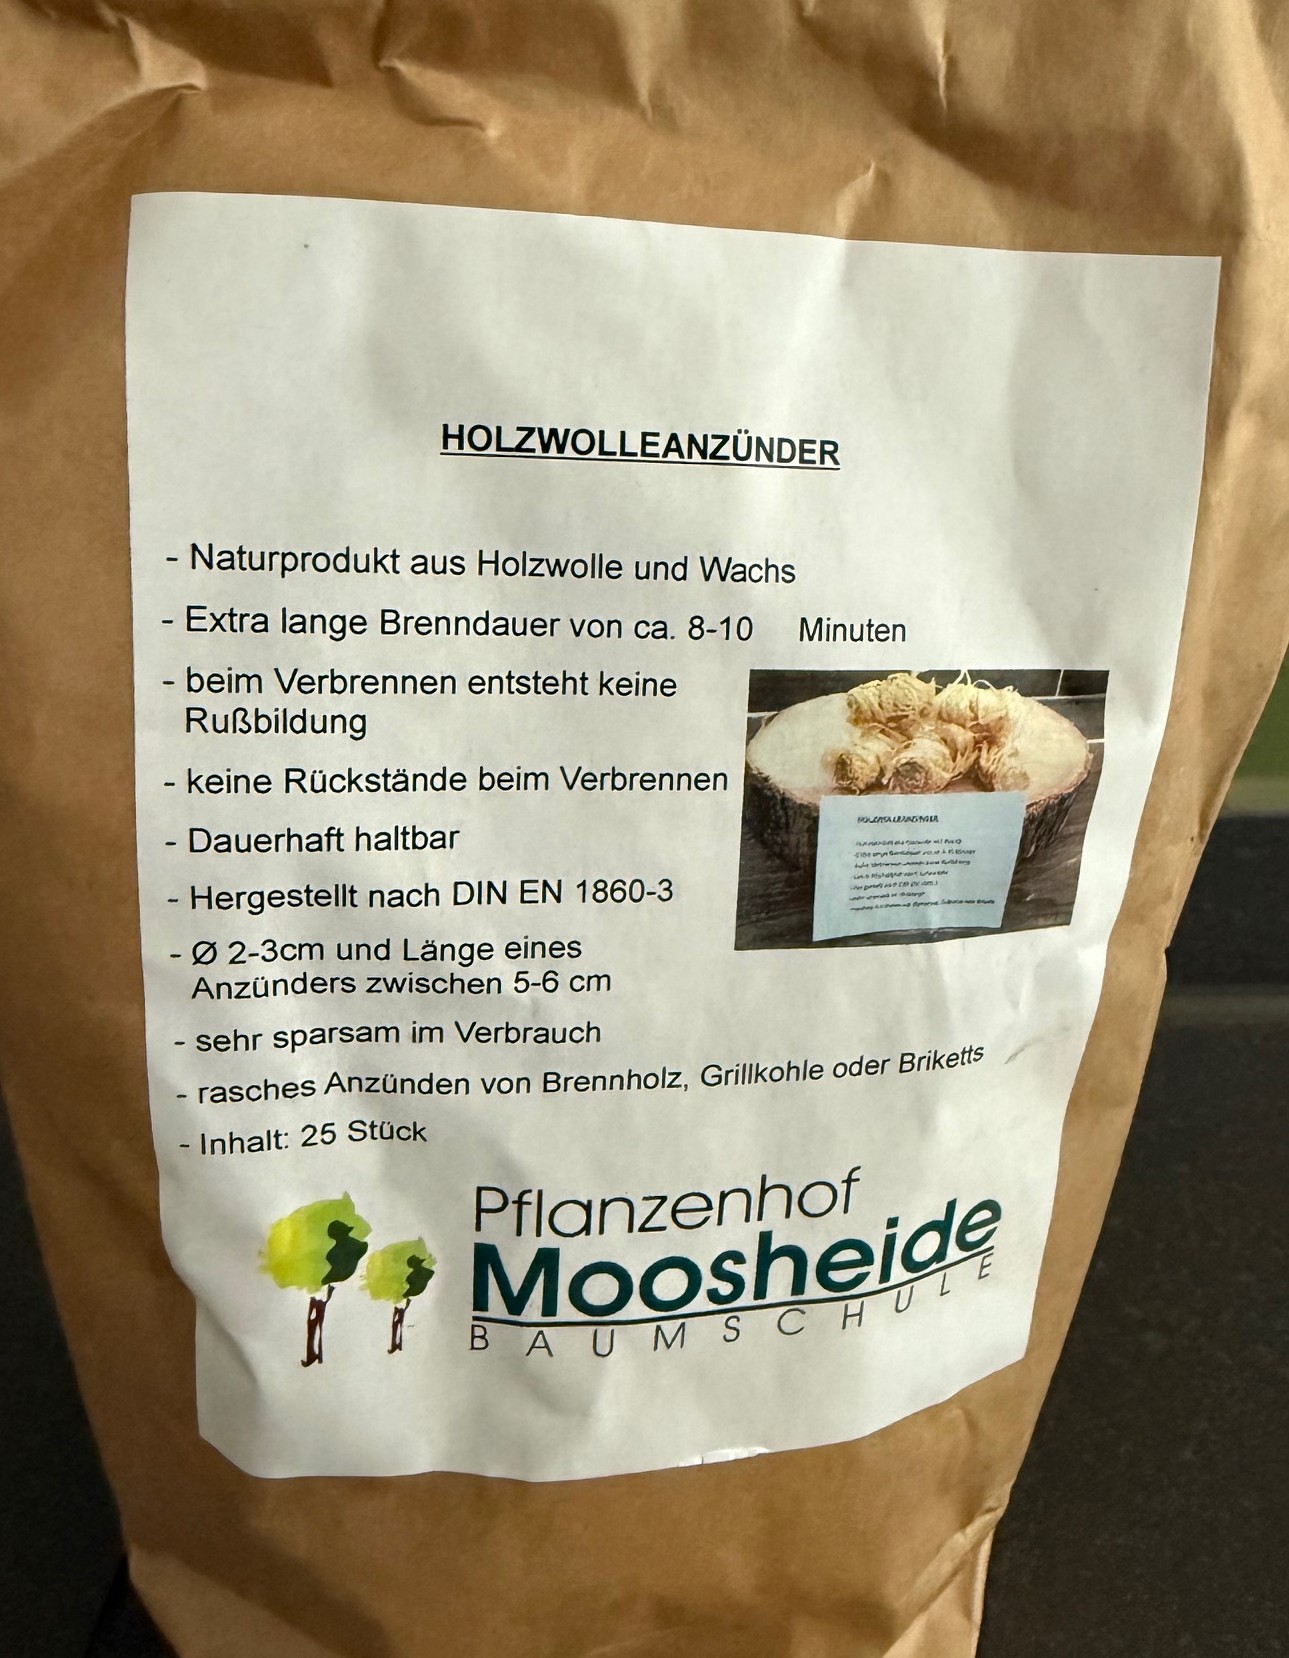 HOLZWOLLEANZÜNDER
- Naturprodukt aus Holzwolle und Wachs
- Extra lange Brenndauer von ca. 8-10 Minuten
- beim Verbrennen entsteht keine
Rußbildung
- keine Rückstände beim Verbrennen
- Dauerhaft haltbar
- Hergestellt nach DIN EN 1860-3
- Ø 2-3cm und Länge eines
Anzünders zwischen 5-6 cm
- sehr sparsam im Verbrauch
- rasches Anzünden von Brennholz, Grillkohle oder Briketts
- Inhalt: 25 Stück
Pflanzenhof
Moosheide
BAUMSCHULE